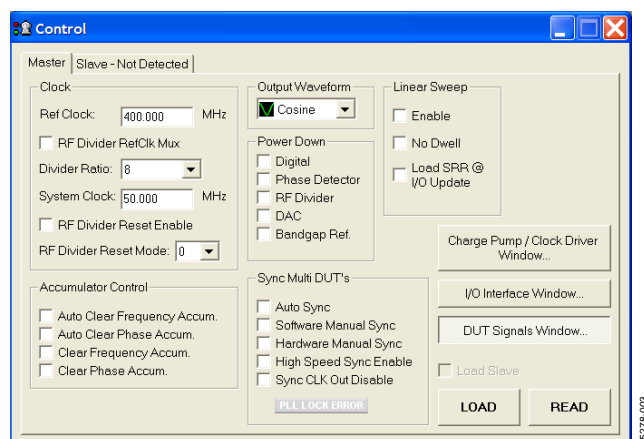 Control
Master
Slave - Not Detected
Clock
Ref Clock:
400.000
MHz
RF Divider RefClk Mux
Divider Ratio:
8
System Clock:
50.000
MHz
RF Divider Reset Enable
RF Divider Reset Mode:
0
Accumulator Control
Auto Clear Frequency Accum.
Auto Clear Phase Accum.
Clear Frequency Accum.
Clear Phase Accum.
Output Waveform
Cosine
Power Down
Digital
Phase Detector
RF Divider
DAC
Bandgap Ref.
Sync Multi DUT's
Auto Sync
Software Manual Sync
Hardware Manual Sync
High Speed Sync Enable
Sync CLK Out Disable
PLL LOCK ERROR
Linear Sweep
Enable
No Dwell
Load SRR @
I/O Update
Charge Pump / Clock Driver
Window...
I/O Interface Window...
DUT Signals Window...
Load Slave
LOAD
READ